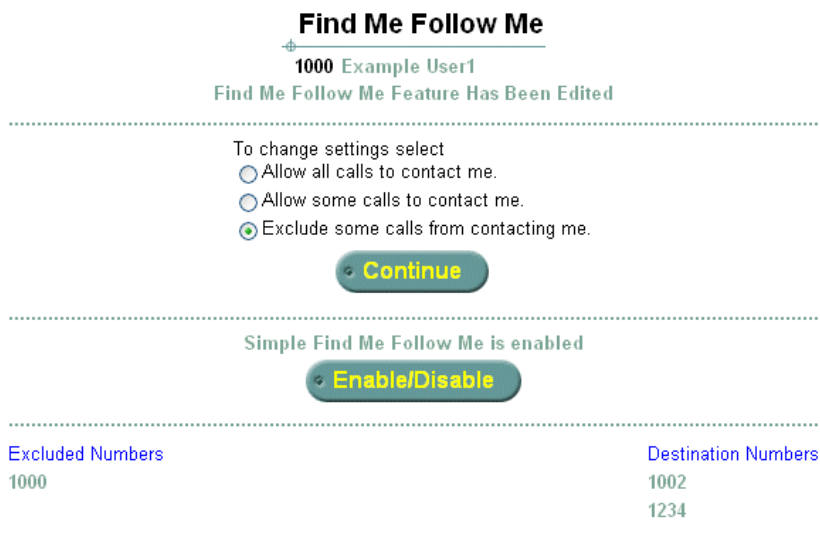 Find Me Follow Me
1000 Example User1
Find Me Follow Me Feature Has Been Edited
To change settings select
Allow all calls to contact me.
Allow some calls to contact me.
Exclude some calls from contacting me.
Continue
Simple Find Me Follow Me is enabled
Enable/Disable
Excluded Numbers Destination Numbers
1000 1002
1234